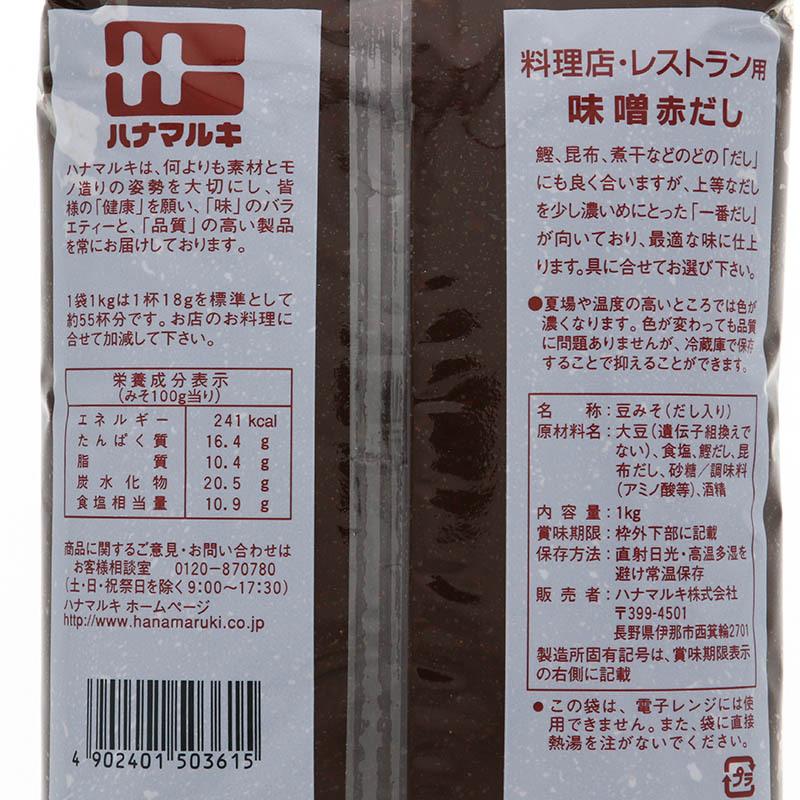 ハナマルキ
ハナマルキは、何よりも素材とモ
ノ造りの姿勢を大切にし、皆
様の「健康」を願い、「味」のバラ
エティーと、「品質」の高い製品
を常にお届けしております。
1袋1kgは1杯18gを標準として
約55杯分です。お店のお料理に
合せて加減して下さい。
栄養成分表示
(みそ100g当り)
エネルギー 241 kcal
たんぱく質 16.4 g
脂質 10.4 g
炭水化物 20.5 g
食塩相当量 10.9 g
商品に関するご意見・お問い合わせは
お客様相談室 0120-870780
(土・日・祝祭日を除く9:00〜17:30)
ハナマルキ ホームページ
http://www.hanamaruki.co.jp
4 902401 503615
料理店・レストラン用
味噌赤だし
鰹、昆布、煮干などのどの「だし」
にも良く合いますが、上等なだし
を少し濃いめにとった「一番だし」
が向いており、最適な味に仕上
ります。具に合せてお選び下さい。
●夏場や温度の高いところでは色が
濃くなります。色が変わっても品質
に問題ありませんが、冷蔵庫で保存
することで抑えることができます。
名称:豆みそ(だし入り)
原材料名:大豆(遺伝子組換えで
ない)、食塩、鰹だし、昆
布だし、砂糖/調味料
(アミノ酸等)、酒精
内容量:1kg
賞味期限:枠外下部に記載
保存方法:直射日光・高温多湿を
避け常温保存
販売者:ハナマルキ株式会社
〒399-4501
長野県伊那市西箕輪2701
製造所固有記号は、賞味期限表示
の右側に記載
●この袋は、電子レンジには使
用できません。また、袋に直接
熱湯を注がないでください。
プラ